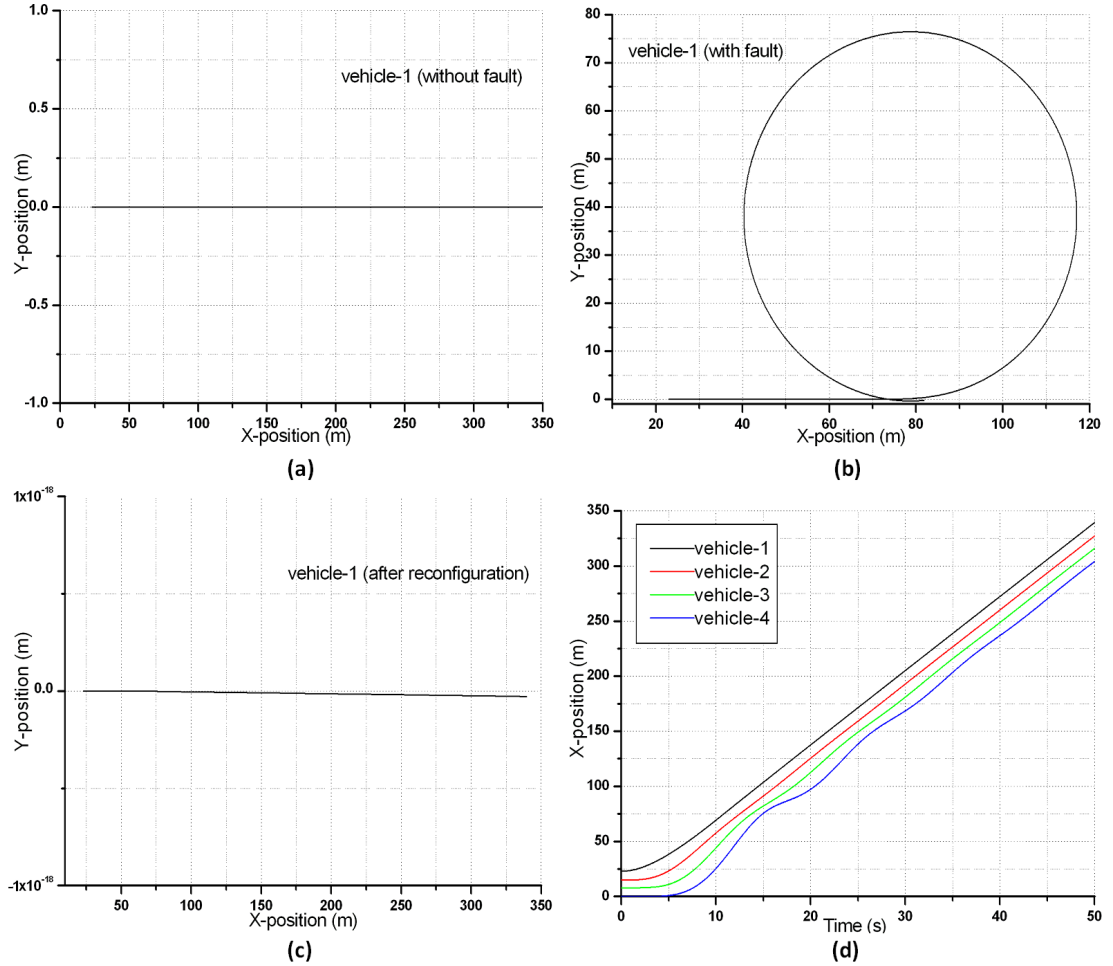 1.0
0.5
0.0
-0.5
-1.0
Y-position (m)
vehicle-1 (without fault)
0 50 100 150 200 250 300 350
X-position (m)
(a)
80
75
70
60
50
40
30
20
10
0
Y-position (m)
vehicle-1 (with fault)
20 40 60 80 100 120
X-position (m)
(b)
1x10⁻¹⁸
0.0
-1x10⁻¹⁸
Y-position (m)
vehicle-1 (after reconfiguration)
50 100 150 200 250 300 350
X-position (m)
(c)
350
300
250
200
150
100
50
25
0
X-position (m)
vehicle-1
vehicle-2
vehicle-3
vehicle-4
0 10 20 30 40 50
Time (s)
(d)